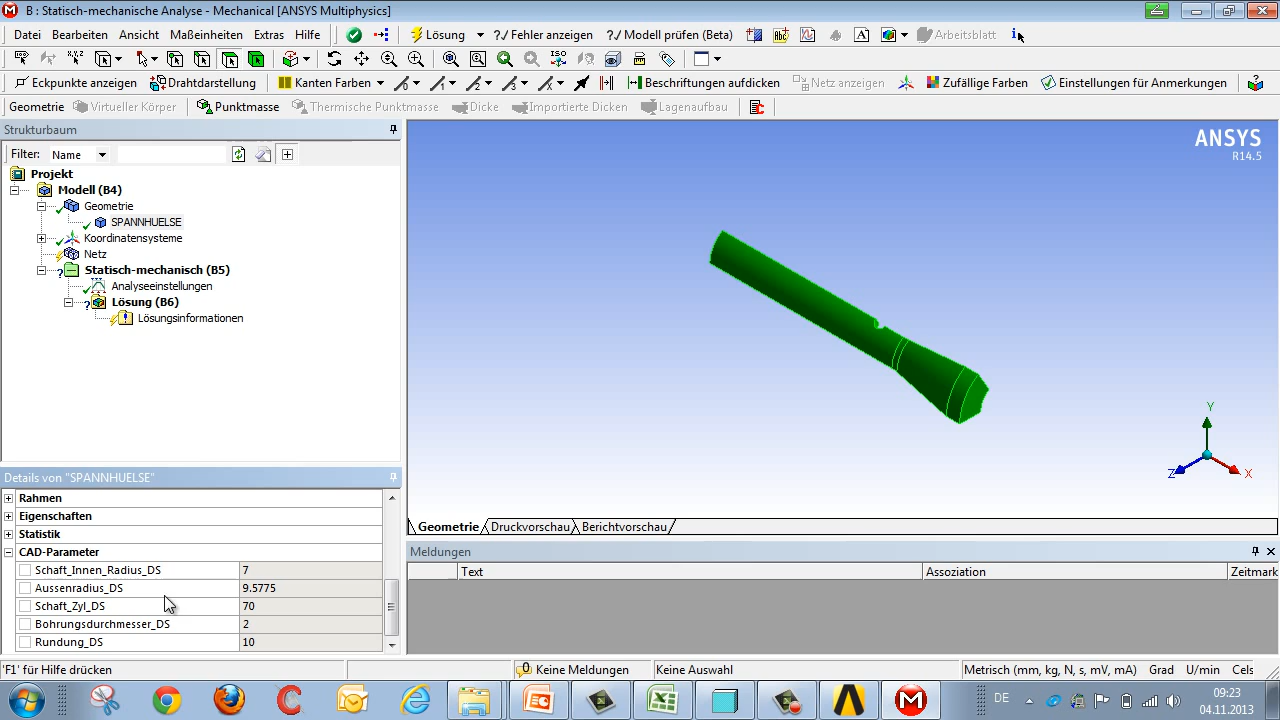 B : Statisch-mechanische Analyse - Mechanical [ANSYS Multiphysics]
Datei Bearbeiten Ansicht Maßeinheiten Extras Hilfe Lösung ?/ Fehler anzeigen ?/ Modell prüfen (Beta) A Arbeitsblatt
Eckpunkte anzeigen Drahtdarstellung Kanten Farben Beschriftungen aufdicken Netz anzeigen Zufällige Farben Einstellungen für Anmerkungen
Geometrie Virtueller Körper Punktmasse Thermische Punktmasse Dicke Importierte Dicken Lagenaufbau
Strukturbaum
Filter: Name
Projekt
Modell (B4)
Geometrie
SPANNHUELSE
Koordinatensysteme
Netz
Statisch-mechanisch (B5)
Analyseeinstellungen
Lösung (B6)
Lösungsinformationen
ANSYS
R14.5
Y
Z
X
Geometrie Druckvorschau Berichtvorschau
Details von "SPANNHUELSE"
Rahmen
Eigenschaften
Statistik
CAD-Parameter
Schaft_Innen_Radius_DS 7
Aussenradius_DS 9.5775
Schaft_Zyl_DS 70
Bohrungsdurchmesser_DS 2
Rundung_DS 10
Meldungen
Text Assoziation Zeitmark
'F1' für Hilfe drücken 0 Keine Meldungen Keine Auswahl Metrisch (mm, kg, N, s, mV, mA) Grad U/min Cels
DE 09:23
04.11.2013